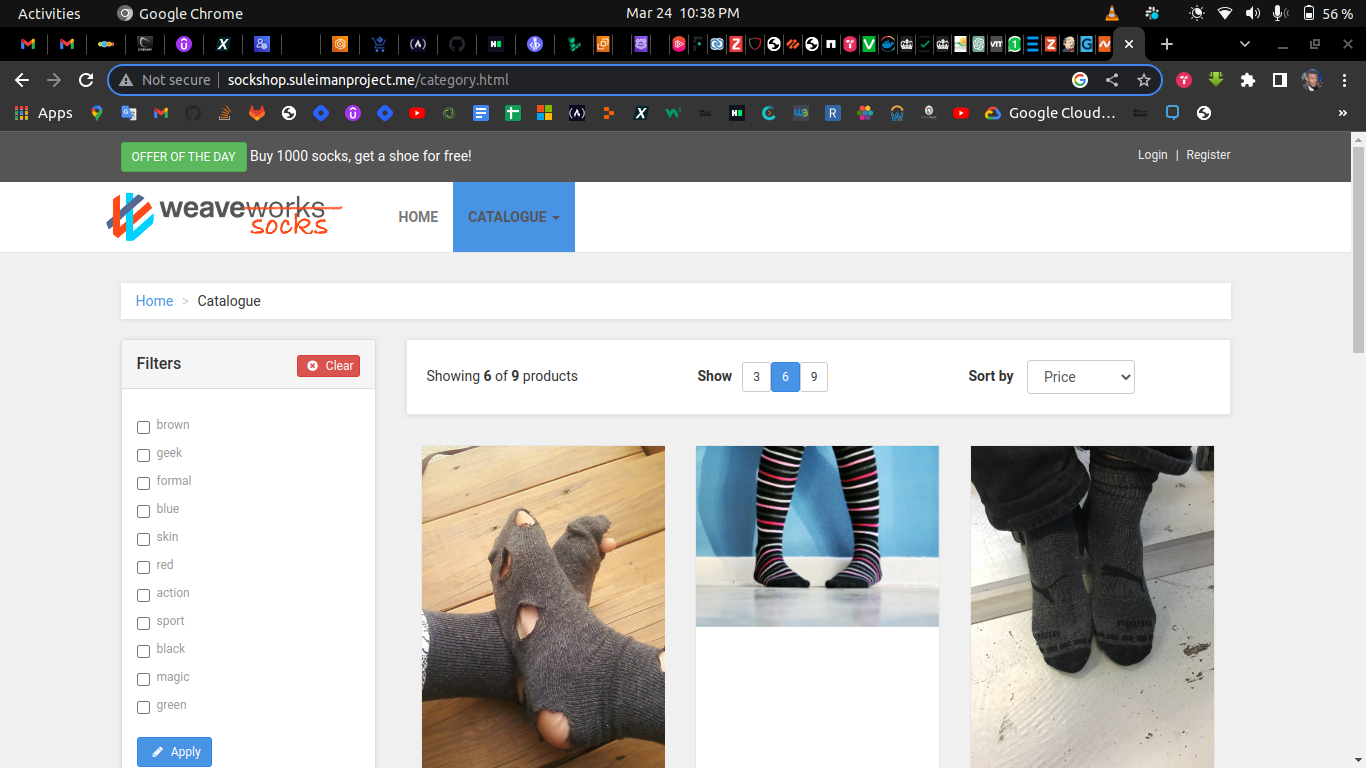 Activities Google Chrome Mar 24 10:38 PM 56 %
Not secure sockshop.suleimanproject.me/category.html
Apps Google Cloud… »
OFFER OF THE DAY Buy 1000 socks, get a shoe for free! Login | Register
weaveworks socks HOME CATALOGUE
Home > Catalogue
Filters Clear
Showing 6 of 9 products Show 3 6 9 Sort by Price
brown
geek
formal
blue
skin
red
action
sport
black
magic
green
Apply